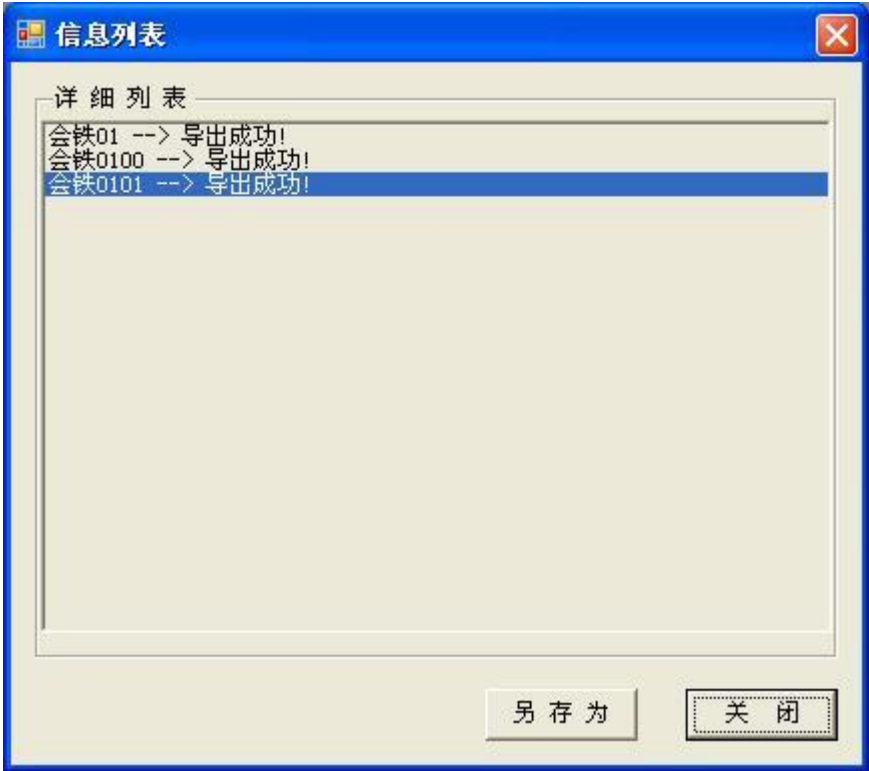 信息列表
详 细 列 表
会铁01 --> 导出成功!
会铁0100 --> 导出成功!
会铁0101 --> 导出成功!
另 存 为
关 闭